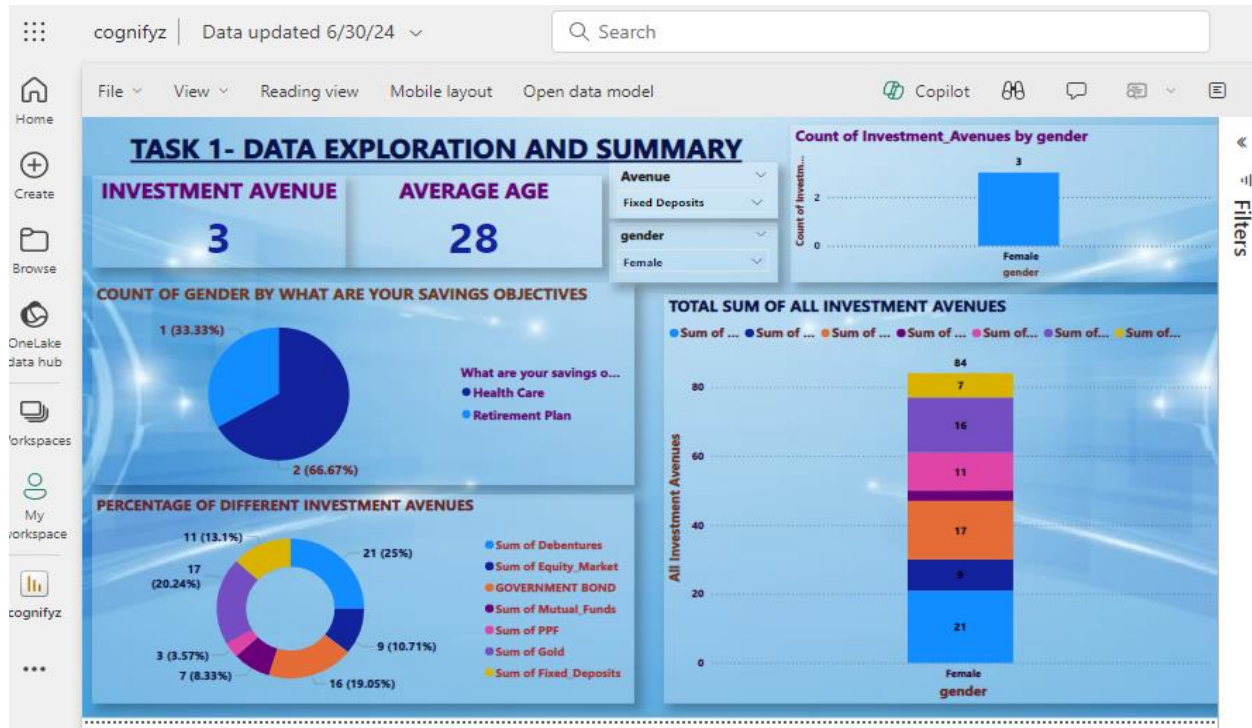 cognifyz
Data updated 6/30/24
Search
File
View
Reading view
Mobile layout
Open data model
Copilot
Home
Create
Browse
OneLake
data hub
orkspaces
My
workspace
cognifyz
TASK 1- DATA EXPLORATION AND SUMMARY
INVESTMENT AVENUE
3
AVERAGE AGE
28
Avenue
Fixed Deposits
gender
Female
Count of Investment_Avenues by gender
Count of Investm...
3
2
0
Female
gender
Filters
COUNT OF GENDER BY WHAT ARE YOUR SAVINGS OBJECTIVES
1 (33.33%)
2 (66.67%)
What are your savings o...
Health Care
Retirement Plan
TOTAL SUM OF ALL INVESTMENT AVENUES
Sum of ... Sum of ... Sum of ... Sum of ... Sum of... Sum of... Sum of...
All Investment Avenues
80
60
40
20
0
84
7
16
11
17
9
21
Female
gender
PERCENTAGE OF DIFFERENT INVESTMENT AVENUES
11 (13.1%)
21 (25%)
17
(20.24%)
9 (10.71%)
3 (3.57%)
7 (8.33%)
16 (19.05%)
Sum of Debentures
Sum of Equity_Market
GOVERNMENT BOND
Sum of Mutual_Funds
Sum of PPF
Sum of Gold
Sum of Fixed_Deposits